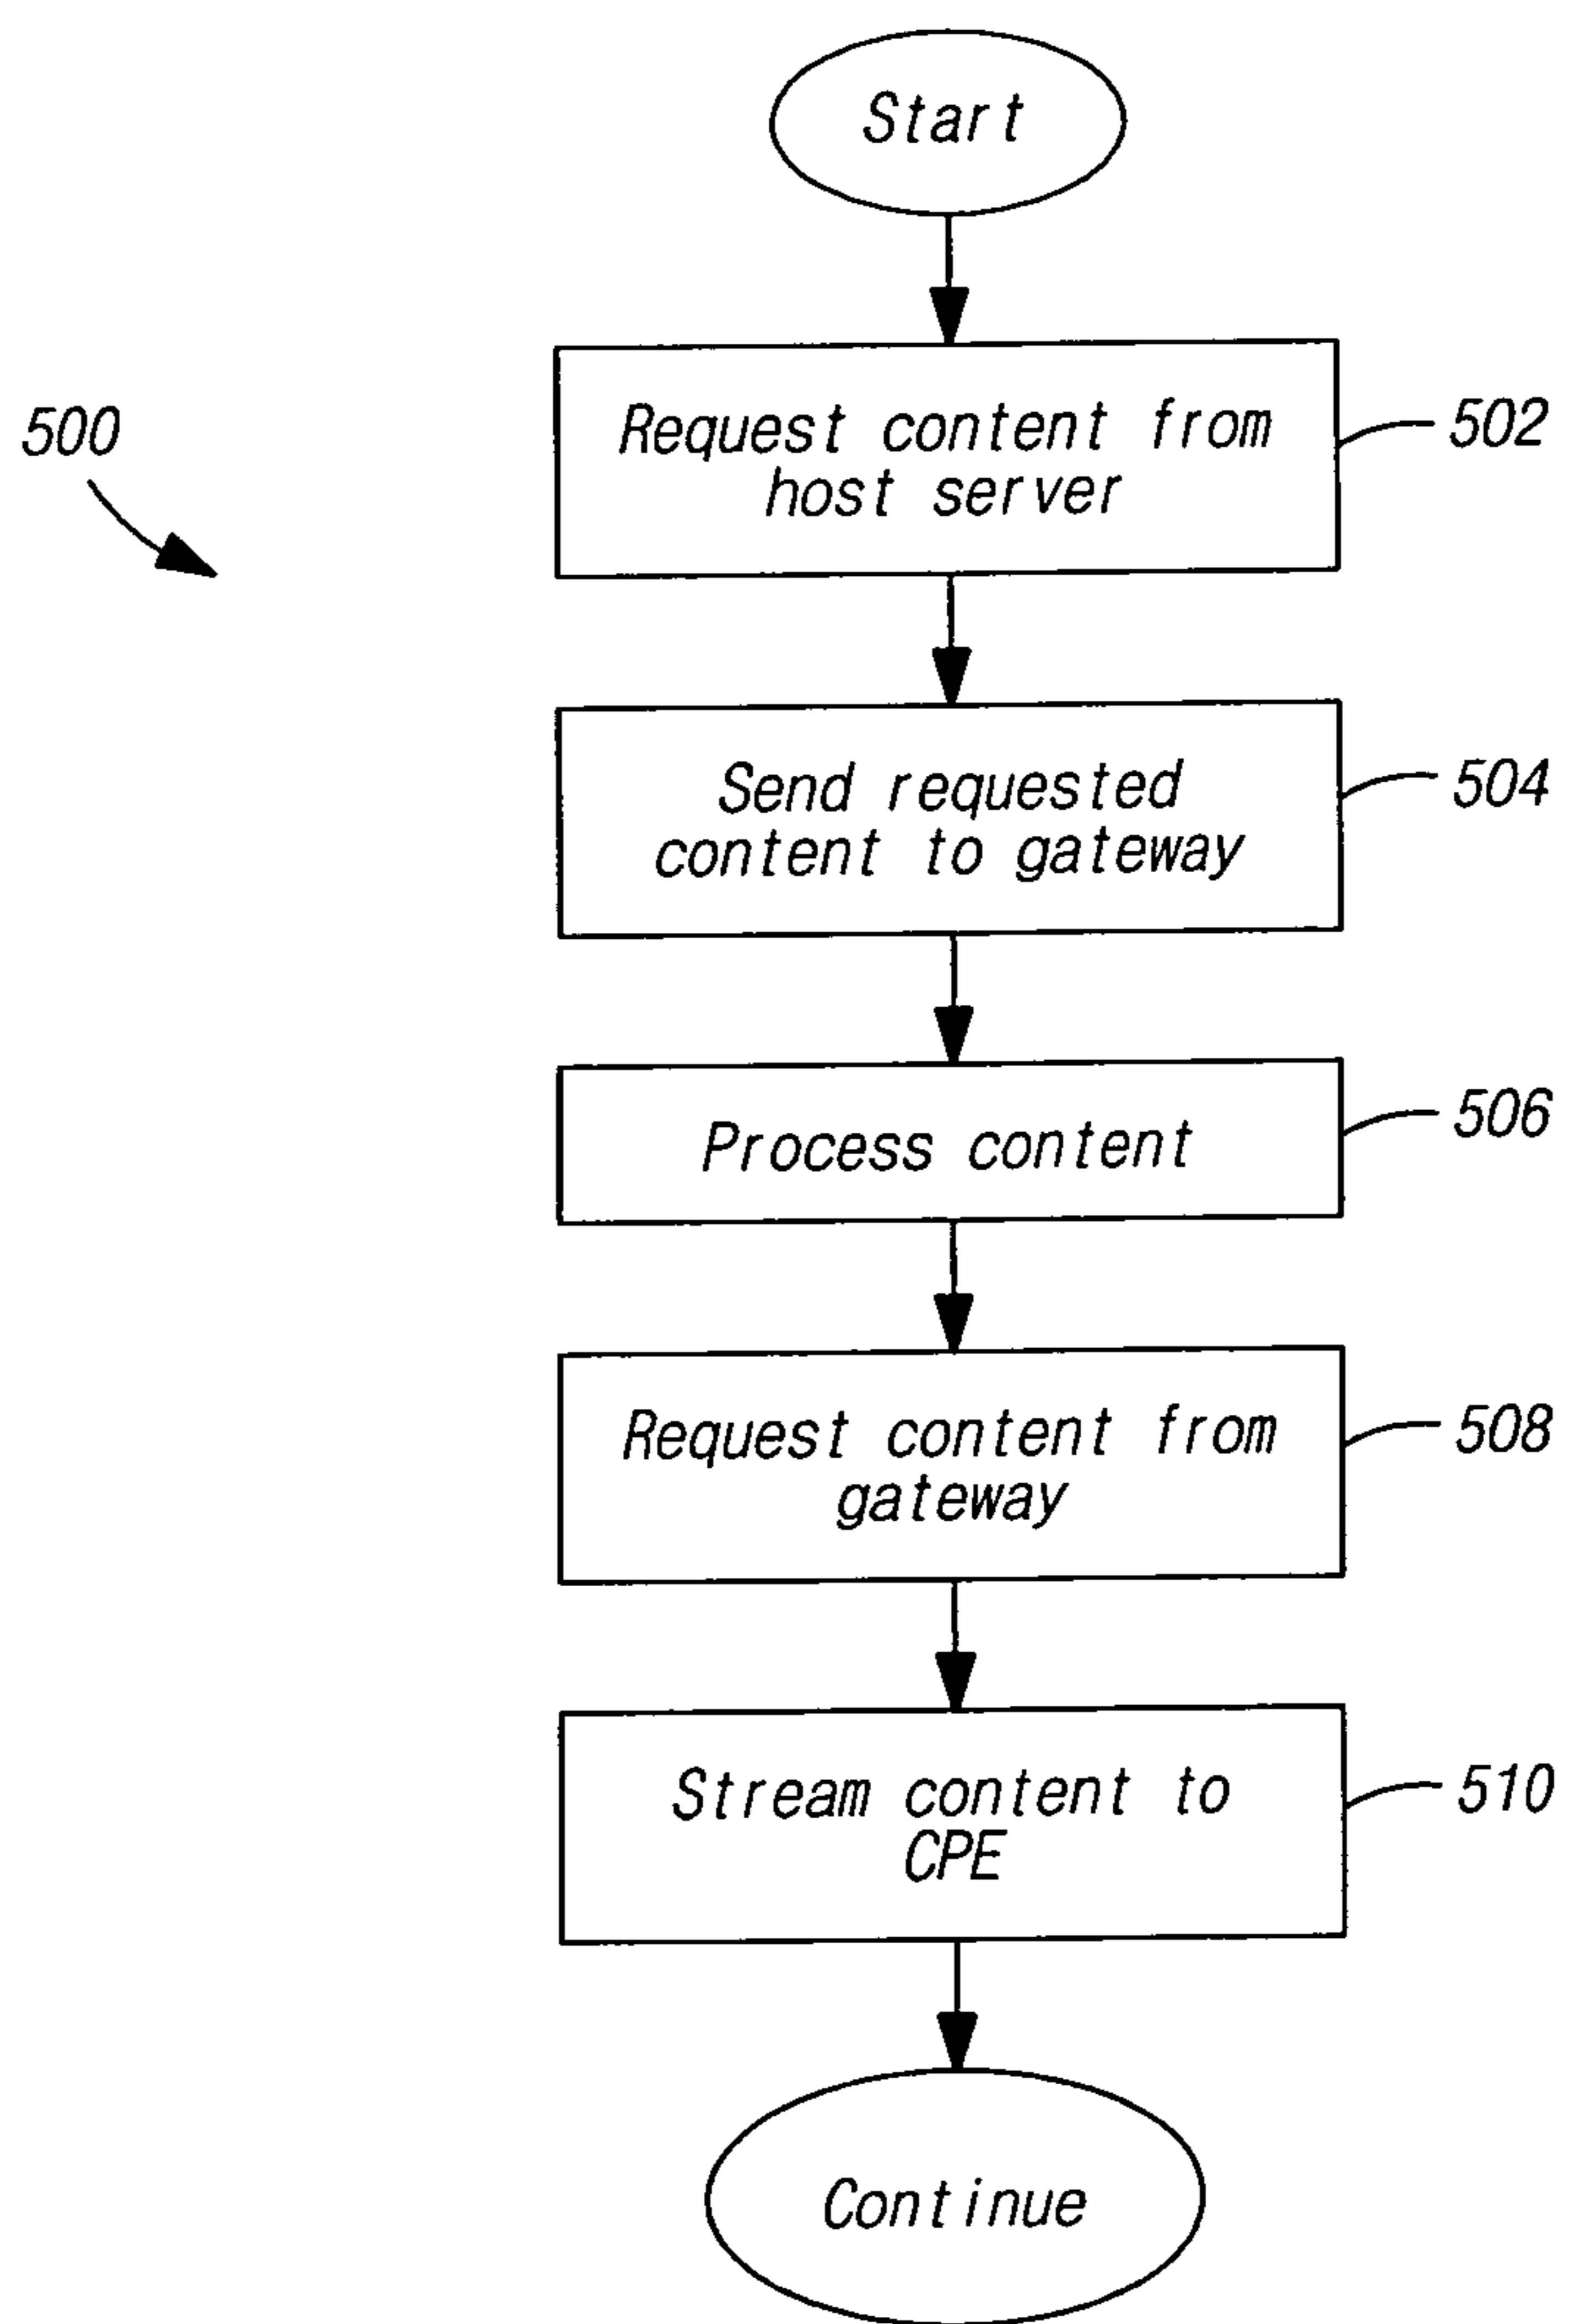 Start
500
Request content from
host server
502
Send requested
content to gateway
504
Process content
506
Request content from
gateway
508
Stream content to
CPE
510
Continue